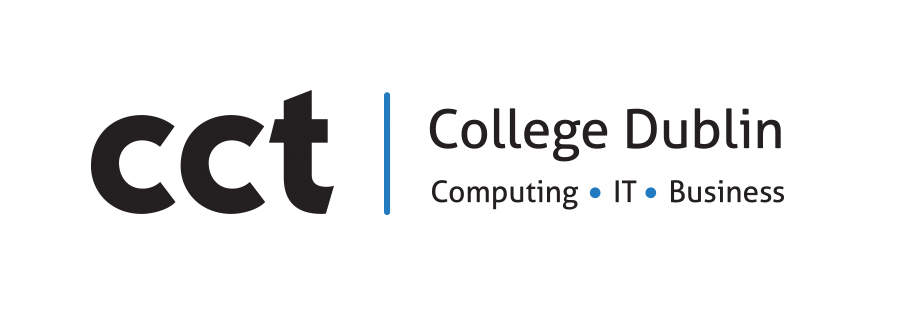 cct
College Dublin
Computing • IT • Business